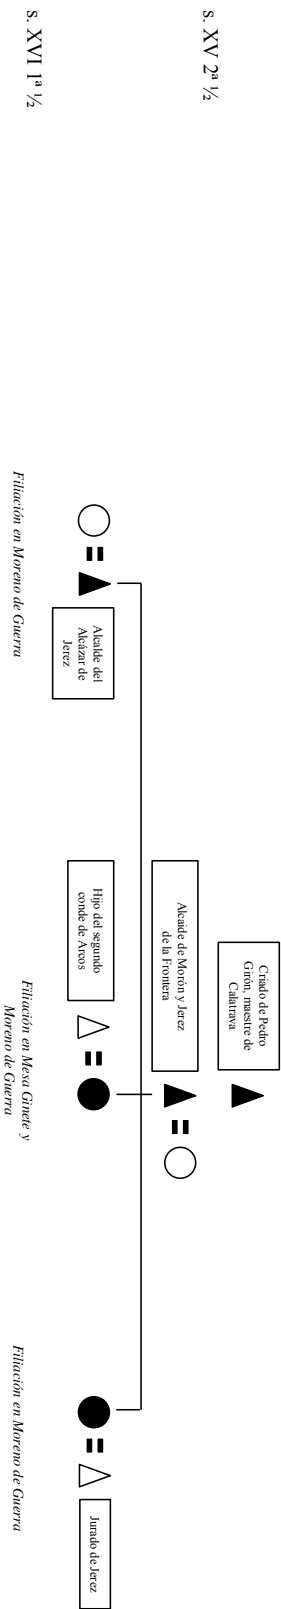 s. XV 2ª ½
Criado de Pedro
Girón, maestre de
Calatrava
Alcaide de Morón y Jerez
de la Frontera
s. XVI 1ª ½
Alcalde del
Alcázar de
Jerez
Hijo del segundo
conde de Arcos
Jurado de Jerez
Filiación en Moreno de Guerra
Filiación en Mesa Ginete y
Moreno de Guerra
Filiación en Moreno de Guerra